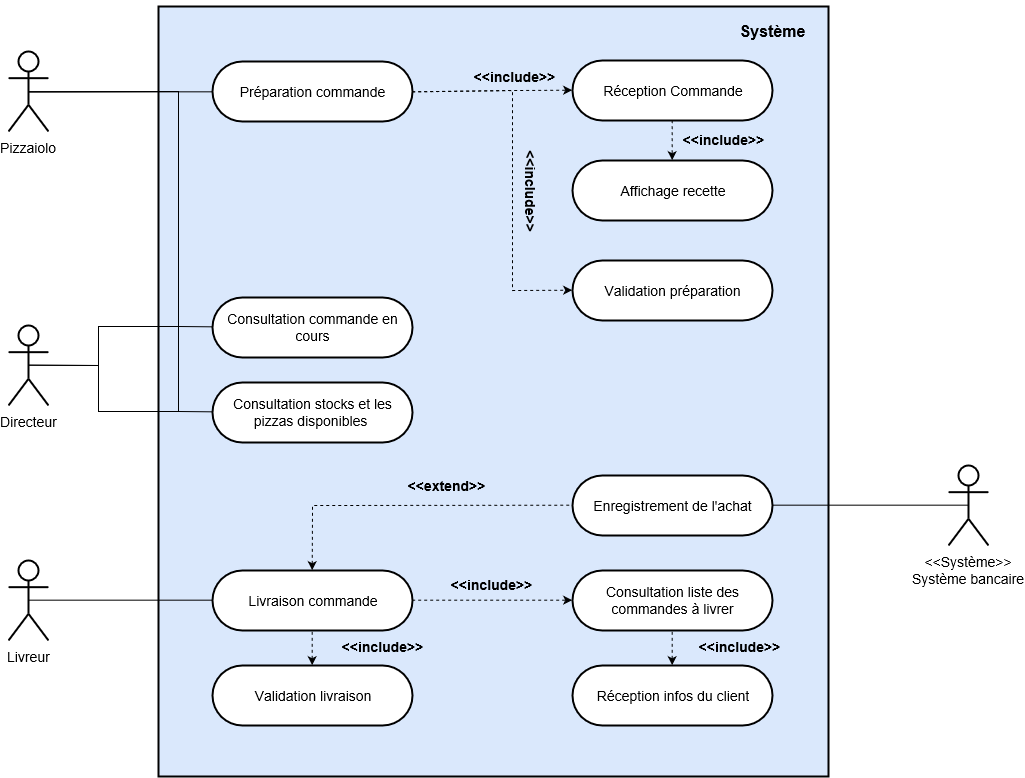 Système
<<include>>
Préparation commande
Réception Commande
Pizzaiolo
<<include>>
<<include>>
Affichage recette
Validation préparation
Consultation commande en
cours
Directeur
Consultation stocks et les
pizzas disponibles
<<extend>>
Enregistrement de l'achat
<<Système>>
Système bancaire
<<include>>
Livraison commande
Consultation liste des
commandes à livrer
Livreur
<<include>>
<<include>>
Validation livraison
Réception infos du client